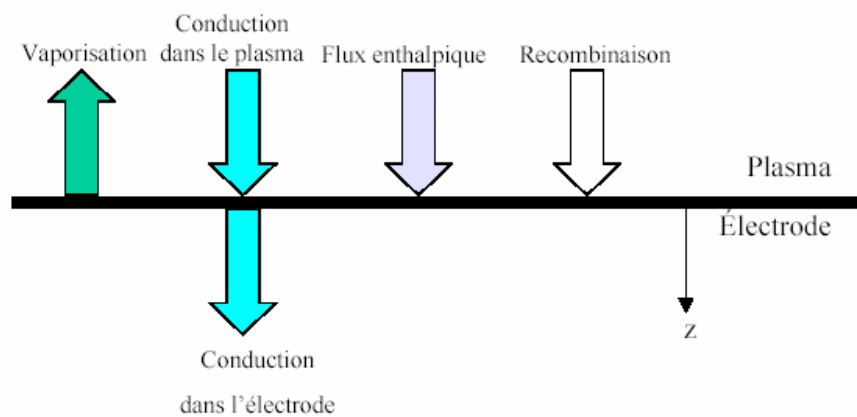 Conduction
Vaporisation dans le plasma Flux enthalpique Recombinaison
Plasma
Électrode
z
Conduction
dans l'électrode